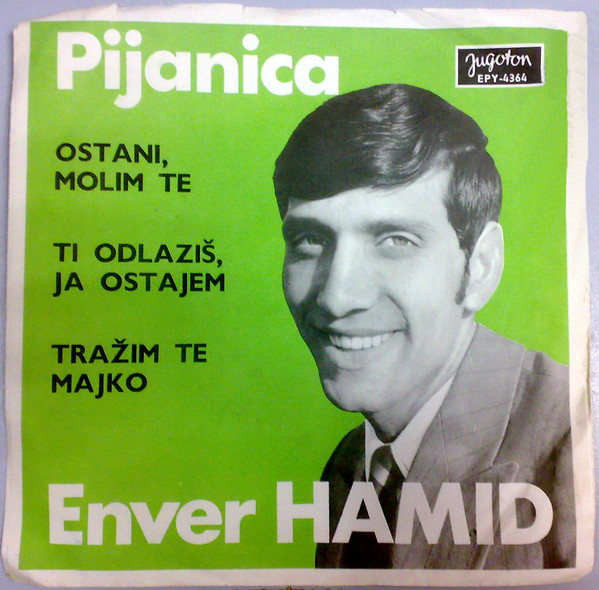 Pijanica
Jugoton
EPY-4364
OSTANI,
MOLIM TE
TI ODLAZIŠ,
JA OSTAJEM
TRAŽIM TE
MAJKO
Enver HAMID